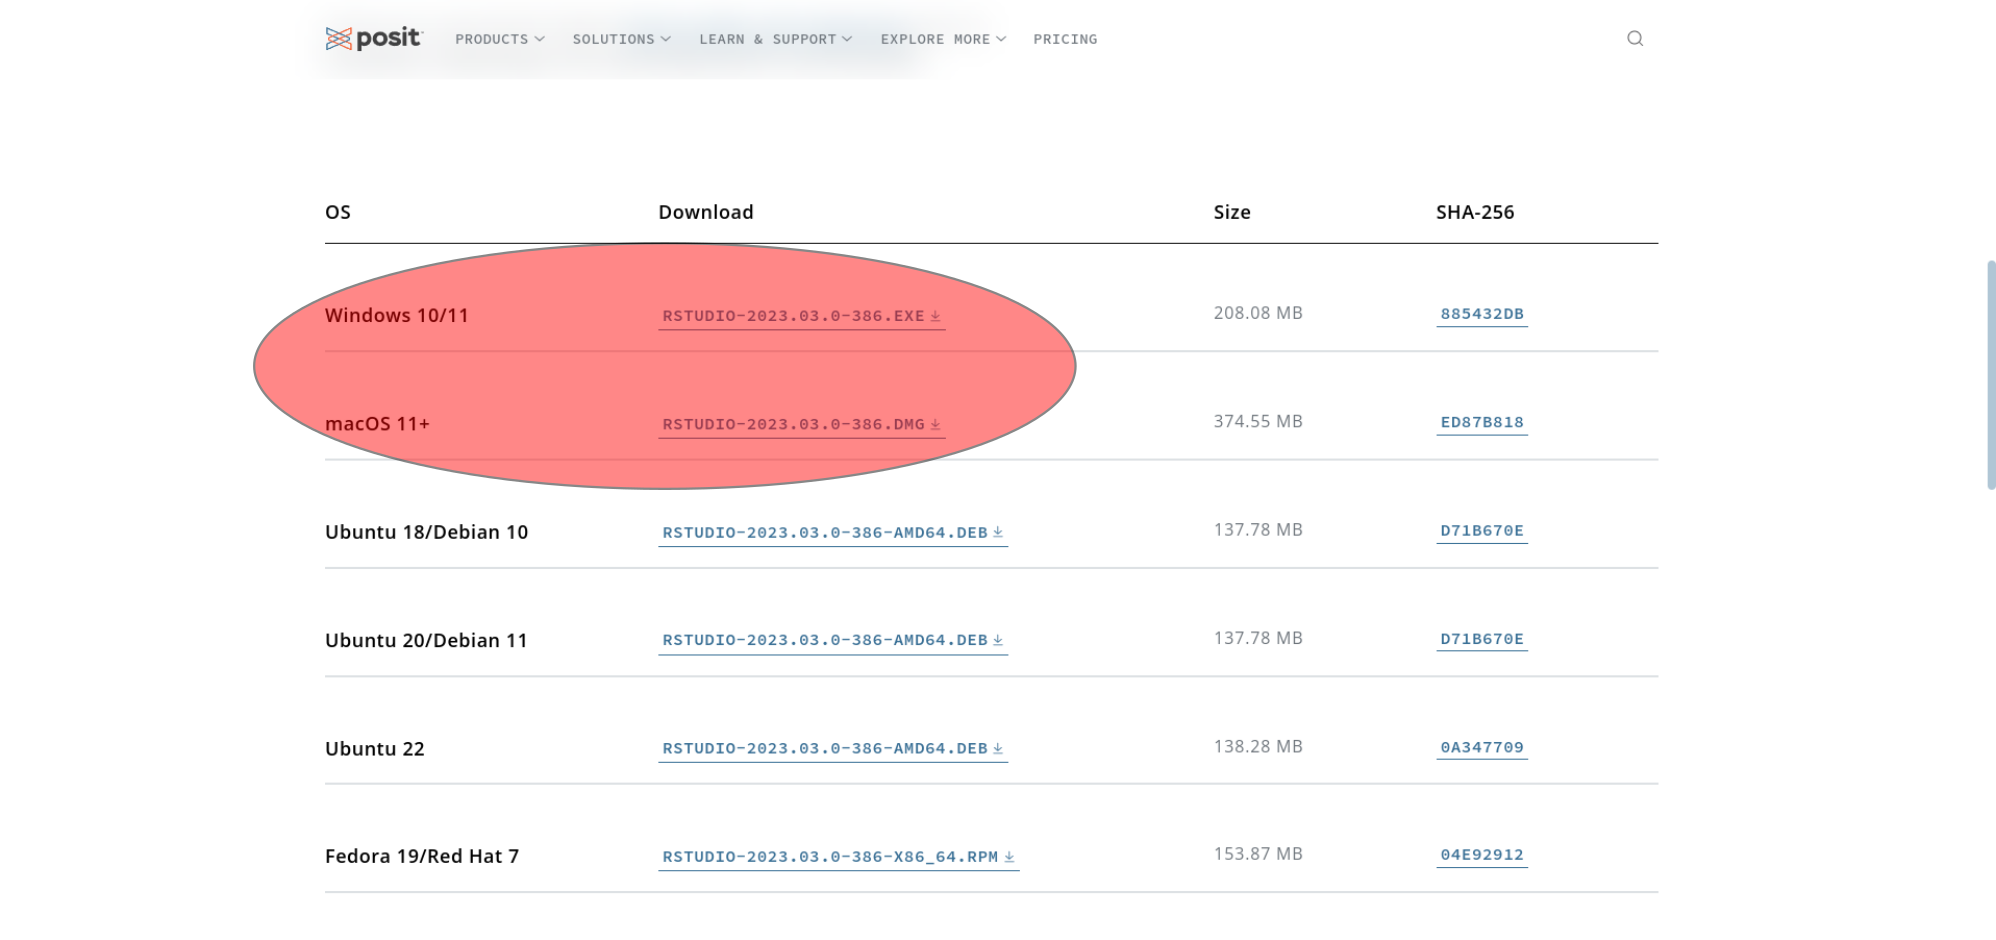 posit PRODUCTS SOLUTIONS LEARN & SUPPORT EXPLORE MORE PRICING
OS Download Size SHA-256
Windows 10/11 RSTUDIO-2023.03.0-386.EXE 208.08 MB 885432DB
macOS 11+ RSTUDIO-2023.03.0-386.DMG 374.55 MB ED87B818
Ubuntu 18/Debian 10 RSTUDIO-2023.03.0-386-AMD64.DEB 137.78 MB D71B670E
Ubuntu 20/Debian 11 RSTUDIO-2023.03.0-386-AMD64.DEB 137.78 MB D71B670E
Ubuntu 22 RSTUDIO-2023.03.0-386-AMD64.DEB 138.28 MB 0A347709
Fedora 19/Red Hat 7 RSTUDIO-2023.03.0-386-X86_64.RPM 153.87 MB 04E92912